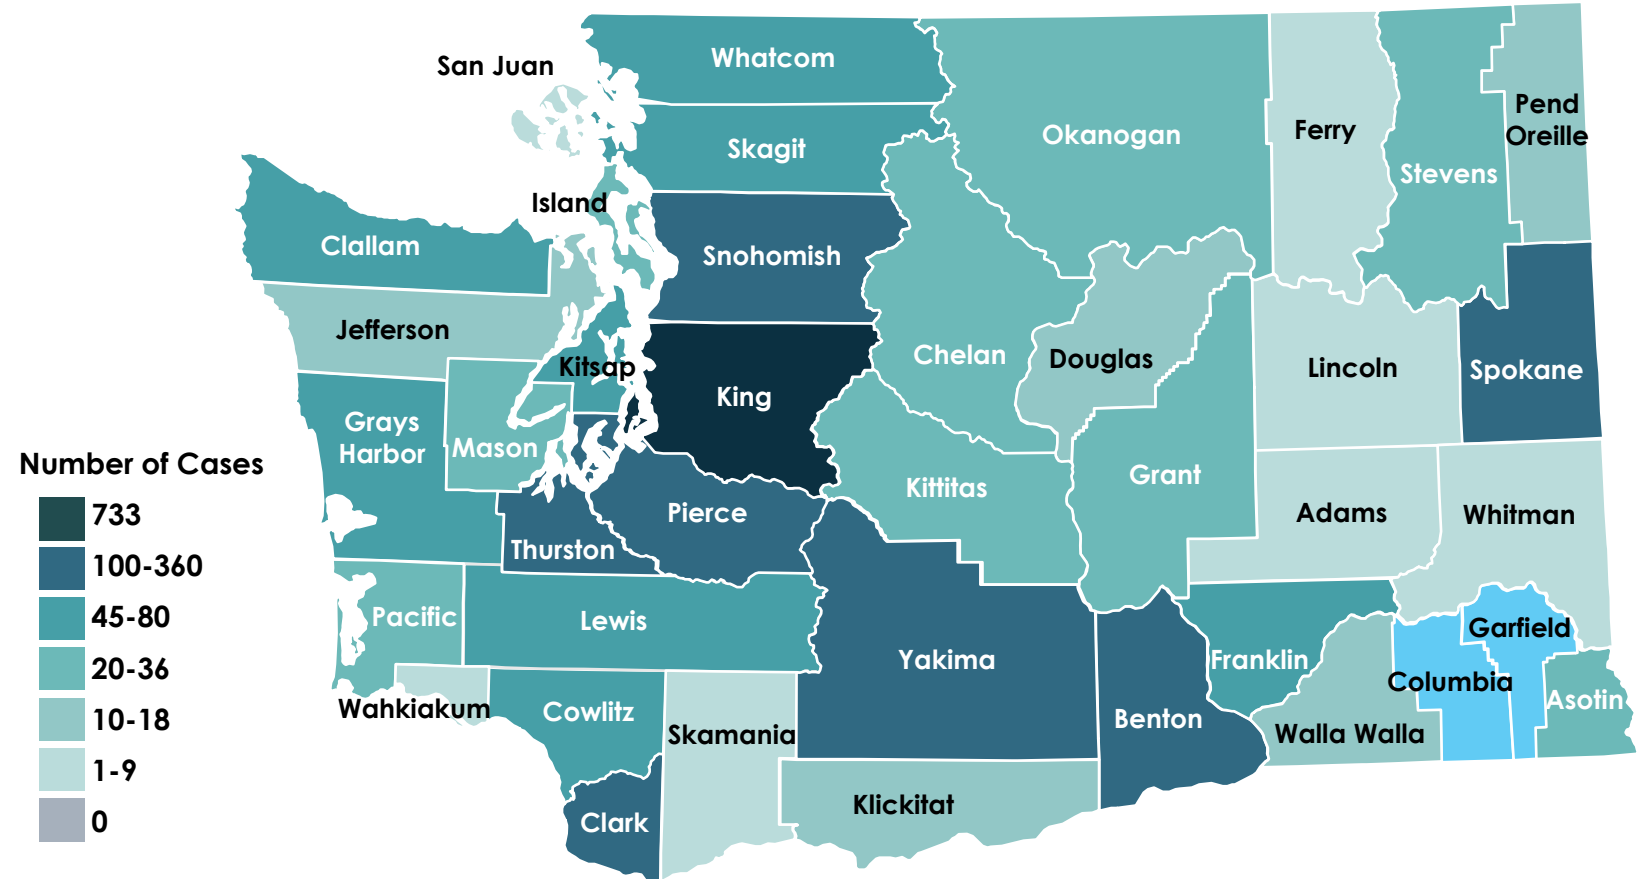 Whatcom
San Juan
Pend
Oreille
Ferry
Okanogan
Skagit
Stevens
Island
Clallam
Snohomish
Jefferson
Chelan
Douglas
Kitsap
Lincoln
Spokane
King
Grays
Harbor
Mason
Number of Cases
Grant
Kittitas
733
Pierce
Adams
Whitman
Thurston
100-360
45-80
Pacific
Lewis
Garfield
Yakima
Franklin
20-36
Columbia
Asotin
Wahkiakum
Cowlitz
Benton
10-18
Skamania
Walla Walla
1-9
Klickitat
0
Clark